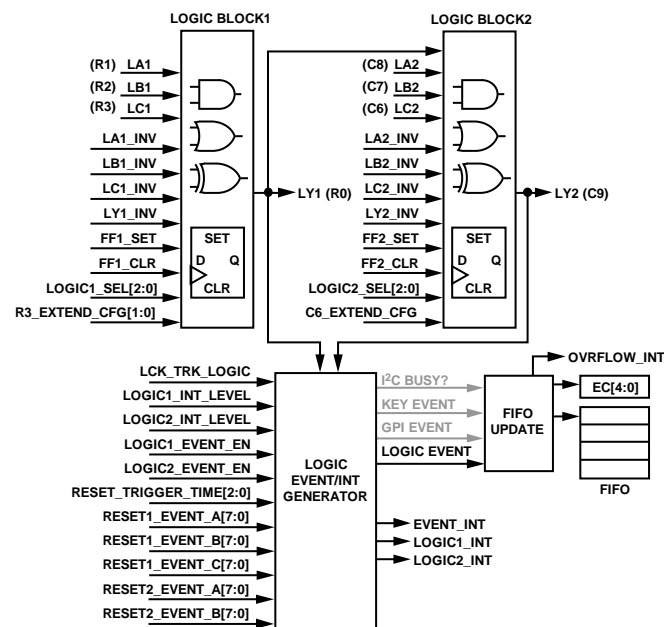 LOGIC BLOCK1
(R1) LA1
(R2) LB1
(R3) LC1
LA1_INV
LB1_INV
LC1_INV
LY1_INV
FF1_SET
FF1_CLR
LOGIC1_SEL[2:0]
R3_EXTEND_CFG[1:0]
SET
D Q
CLR
LY1 (R0)
LOGIC BLOCK2
(C8) LA2
(C7) LB2
(C6) LC2
LA2_INV
LB2_INV
LC2_INV
LY2_INV
FF2_SET
FF2_CLR
LOGIC2_SEL[2:0]
C6_EXTEND_CFG
SET
D Q
CLR
LY2 (C9)
LCK_TRK_LOGIC
LOGIC1_INT_LEVEL
LOGIC2_INT_LEVEL
LOGIC1_EVENT_EN
LOGIC2_EVENT_EN
RESET_TRIGGER_TIME[2:0]
RESET1_EVENT_A[7:0]
RESET1_EVENT_B[7:0]
RESET1_EVENT_C[7:0]
RESET2_EVENT_A[7:0]
RESET2_EVENT_B[7:0]
LOGIC
EVENT/INT
GENERATOR
I²C BUSY?
KEY EVENT
GPI EVENT
LOGIC EVENT
EVENT_INT
LOGIC1_INT
LOGIC2_INT
FIFO
UPDATE
OVRFLOW_INT
EC[4:0]
FIFO